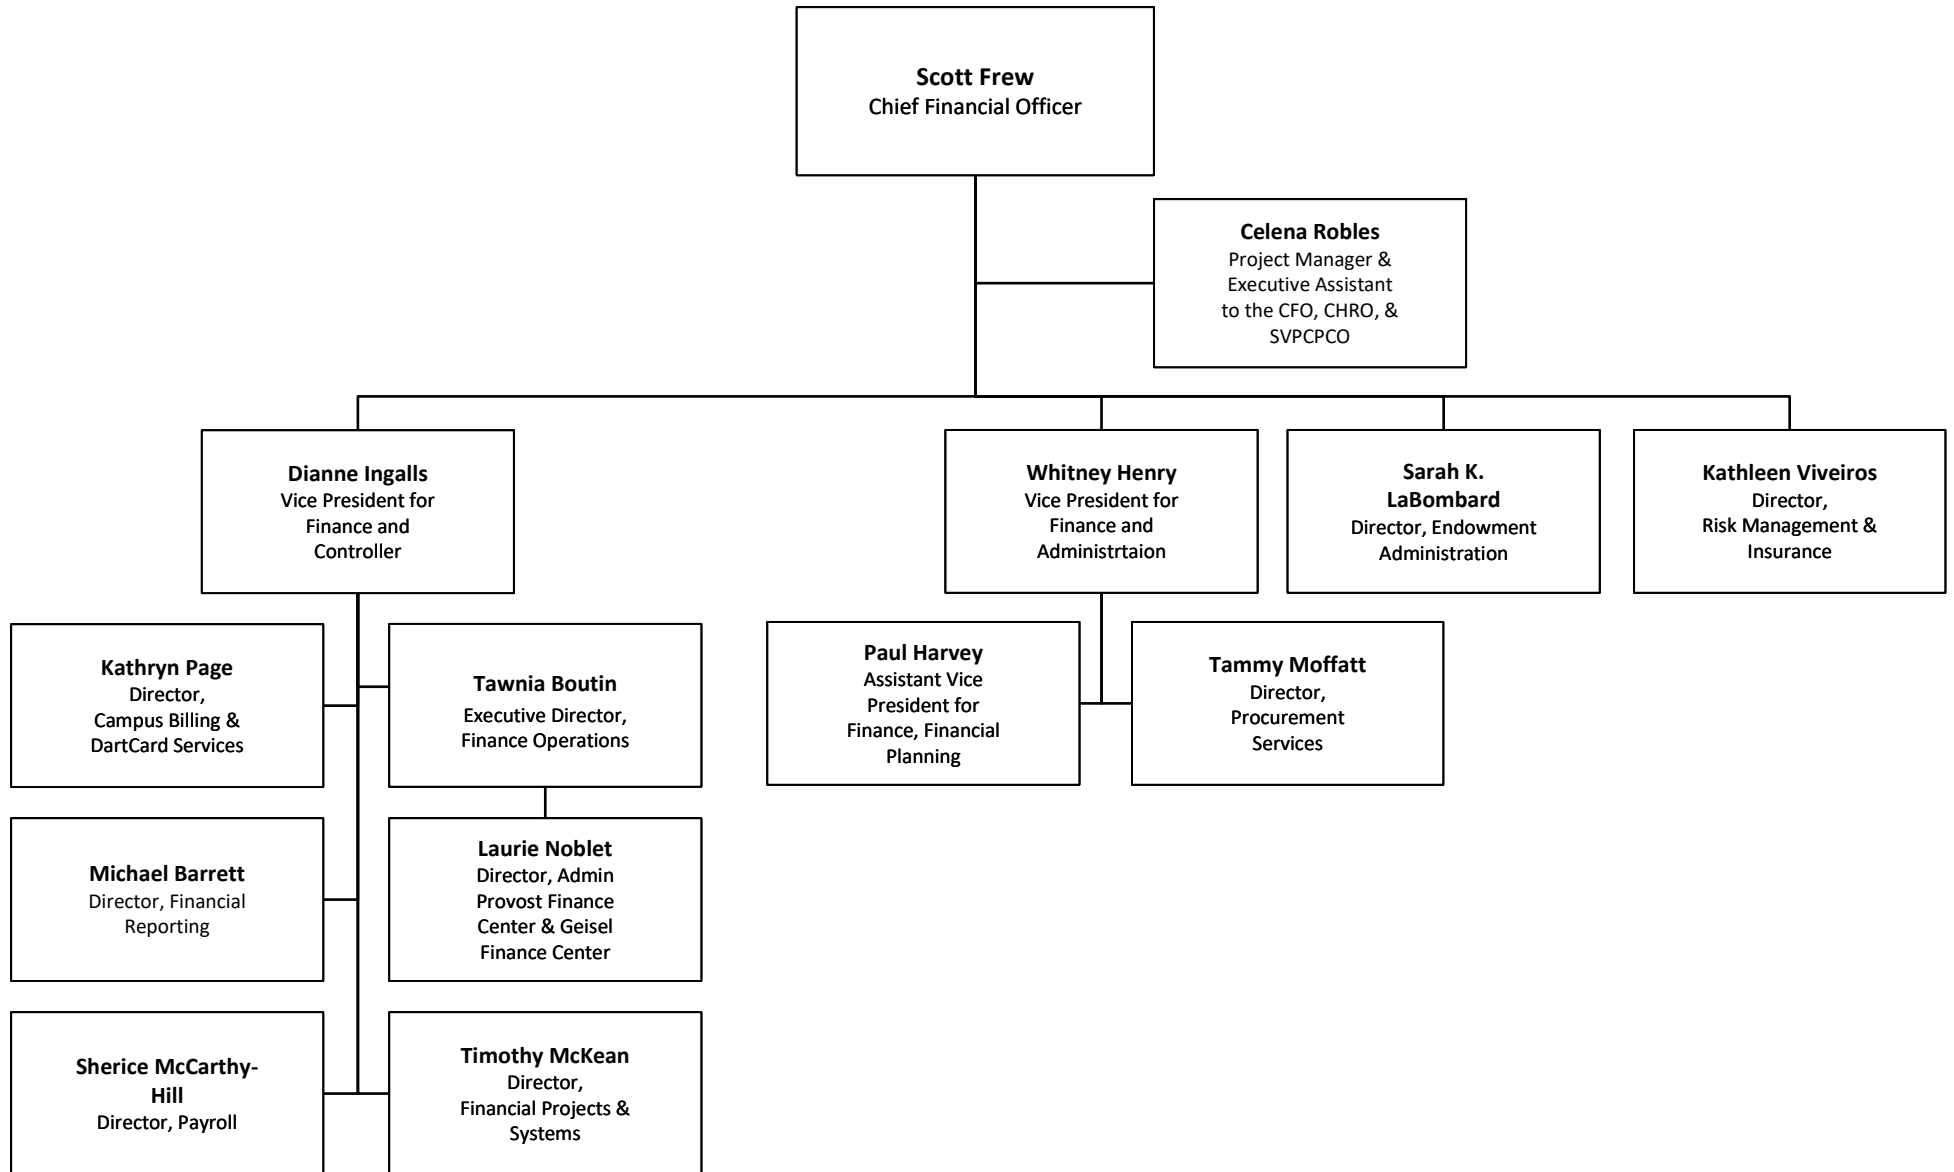 Scott Frew
Chief Financial Officer
Celena Robles
Project Manager &
Executive Assistant
to the CFO, CHRO, &
SVPCPCO
Dianne Ingalls
Vice President for
Finance and
Controller
Whitney Henry
Vice President for
Finance and
Administrtaion
Sarah K.
LaBombard
Director, Endowment
Administration
Kathleen Viveiros
Director,
Risk Management &
Insurance
Kathryn Page
Director,
Campus Billing &
DartCard Services
Tawnia Boutin
Executive Director,
Finance Operations
Paul Harvey
Assistant Vice
President for
Finance, Financial
Planning
Tammy Moffatt
Director,
Procurement
Services
Michael Barrett
Director, Financial
Reporting
Laurie Noblet
Director, Admin
Provost Finance
Center & Geisel
Finance Center
Sherice McCarthy-
Hill
Director, Payroll
Timothy McKean
Director,
Financial Projects &
Systems